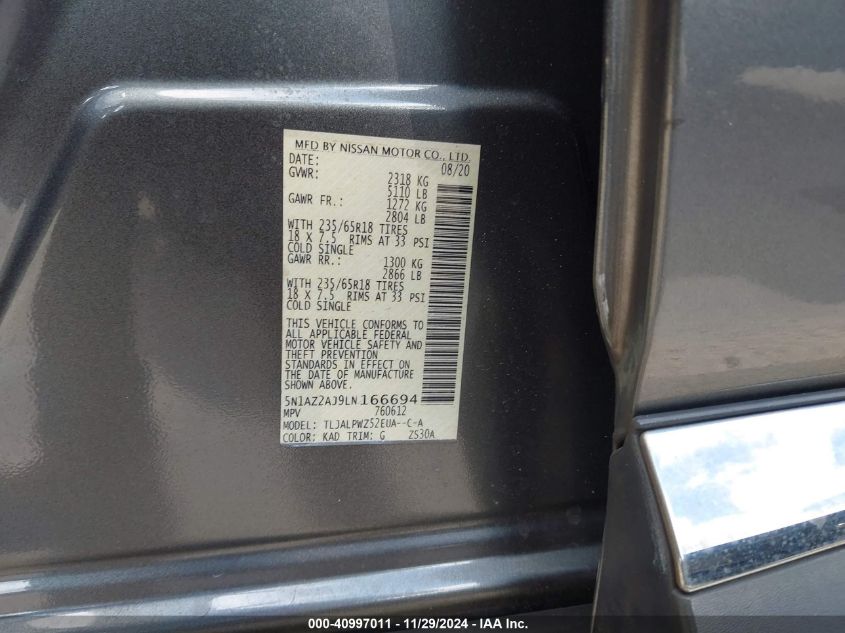 MFD BY NISSAN MOTOR CO., LTD.
DATE: 08/20
GVWR: 2318 KG
5110 LB
GAWR FR.: 1272 KG
2804 LB
WITH 235/65R18 TIRES
18 X 7.5 RIMS AT 33 PSI
COLD SINGLE
GAWR RR.: 1300 KG
2866 LB
WITH 235/65R18 TIRES
18 X 7.5 RIMS AT 33 PSI
COLD SINGLE
THIS VEHICLE CONFORMS TO
ALL APPLICABLE FEDERAL
MOTOR VEHICLE SAFETY AND
THEFT PREVENTION
STANDARDS IN EFFECT ON
THE DATE OF MANUFACTURE
SHOWN ABOVE.
5N1AZ2AJ9LN166694
MPV 760612
MODEL: TLJALPWZ52EUA--C-A
COLOR: KAD TRIM: G ZS30A
000-40997011 - 11/29/2024 - IAA Inc.